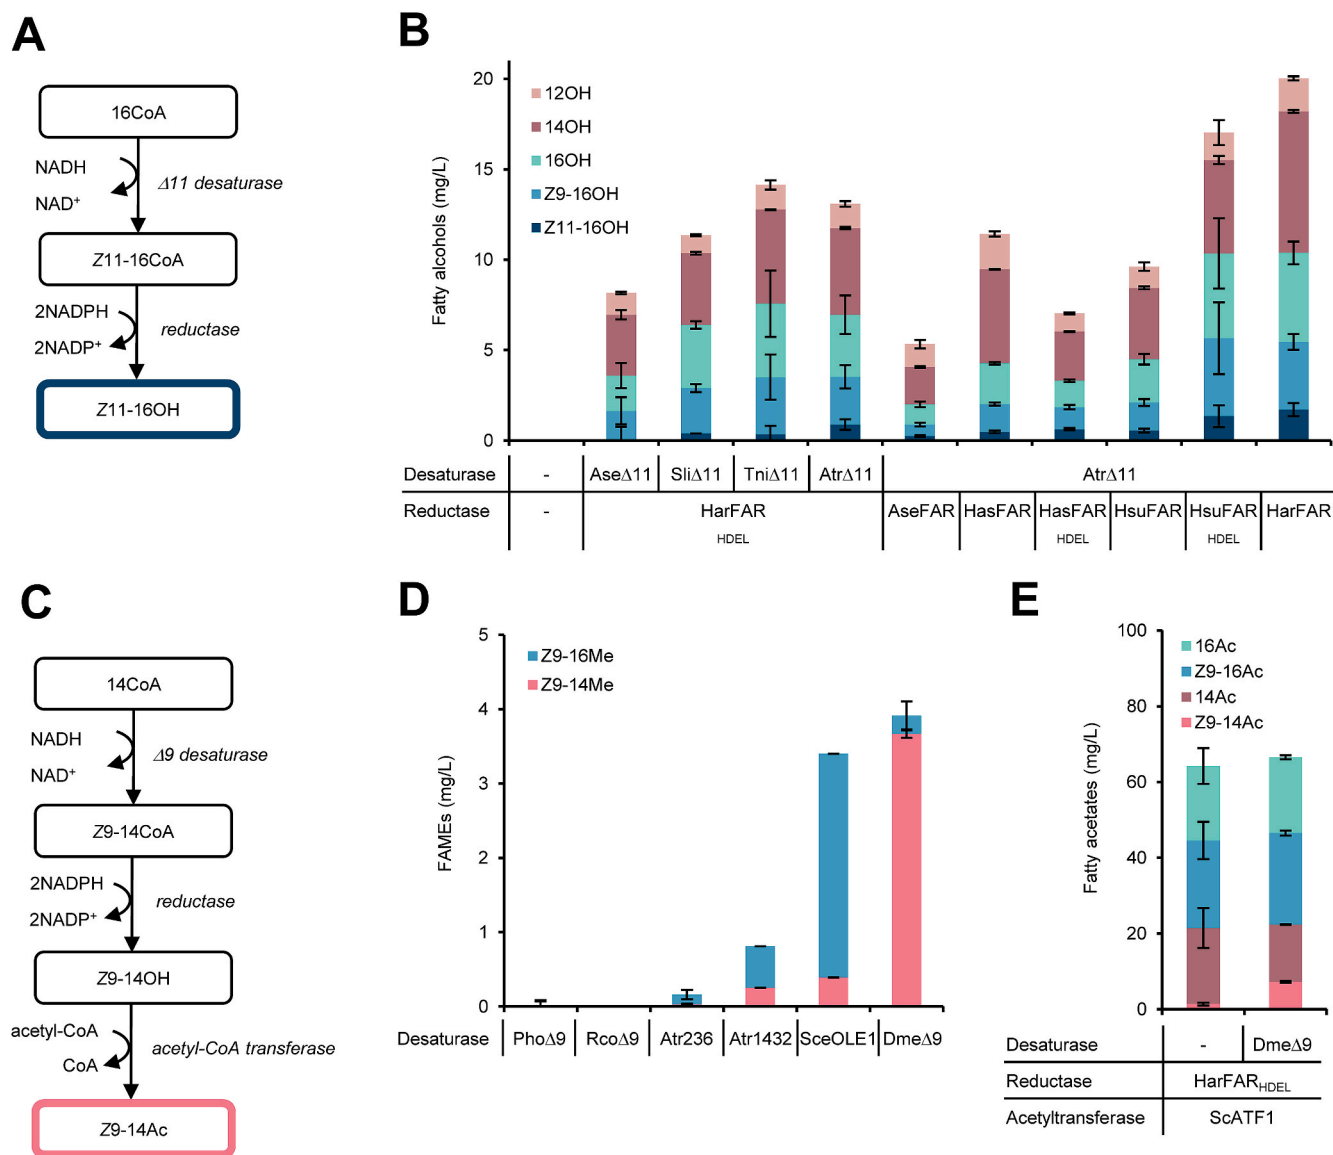 A
16CoA
NADH
NAD⁺
Δ11 desaturase
Z11-16CoA
2NADPH
2NADP⁺
reductase
Z11-16OH
B
Fatty alcohols (mg/L)
20
15
10
5
0
12OH
14OH
16OH
Z9-16OH
Z11-16OH
Desaturase - AseΔ11 SliΔ11 TniΔ11 AtrΔ11 AtrΔ11
Reductase - HarFAR AseFAR HasFAR HasFAR HsuFAR HsuFAR HarFAR
HDEL HDEL HDEL
C
14CoA
NADH
NAD⁺
Δ9 desaturase
Z9-14CoA
2NADPH
2NADP⁺
reductase
Z9-14OH
acetyl-CoA
CoA
acetyl-CoA transferase
Z9-14Ac
D
FAMEs (mg/L)
5
4
3
2
1
0
Z9-16Me
Z9-14Me
Desaturase PhoΔ9 RcoΔ9 Atr236 Atr1432 SceOLE1 DmeΔ9
E
Fatty acetates (mg/L)
100
80
60
40
20
0
16Ac
Z9-16Ac
14Ac
Z9-14Ac
Desaturase - DmeΔ9
Reductase HarFAR HDEL
Acetyltransferase ScATF1